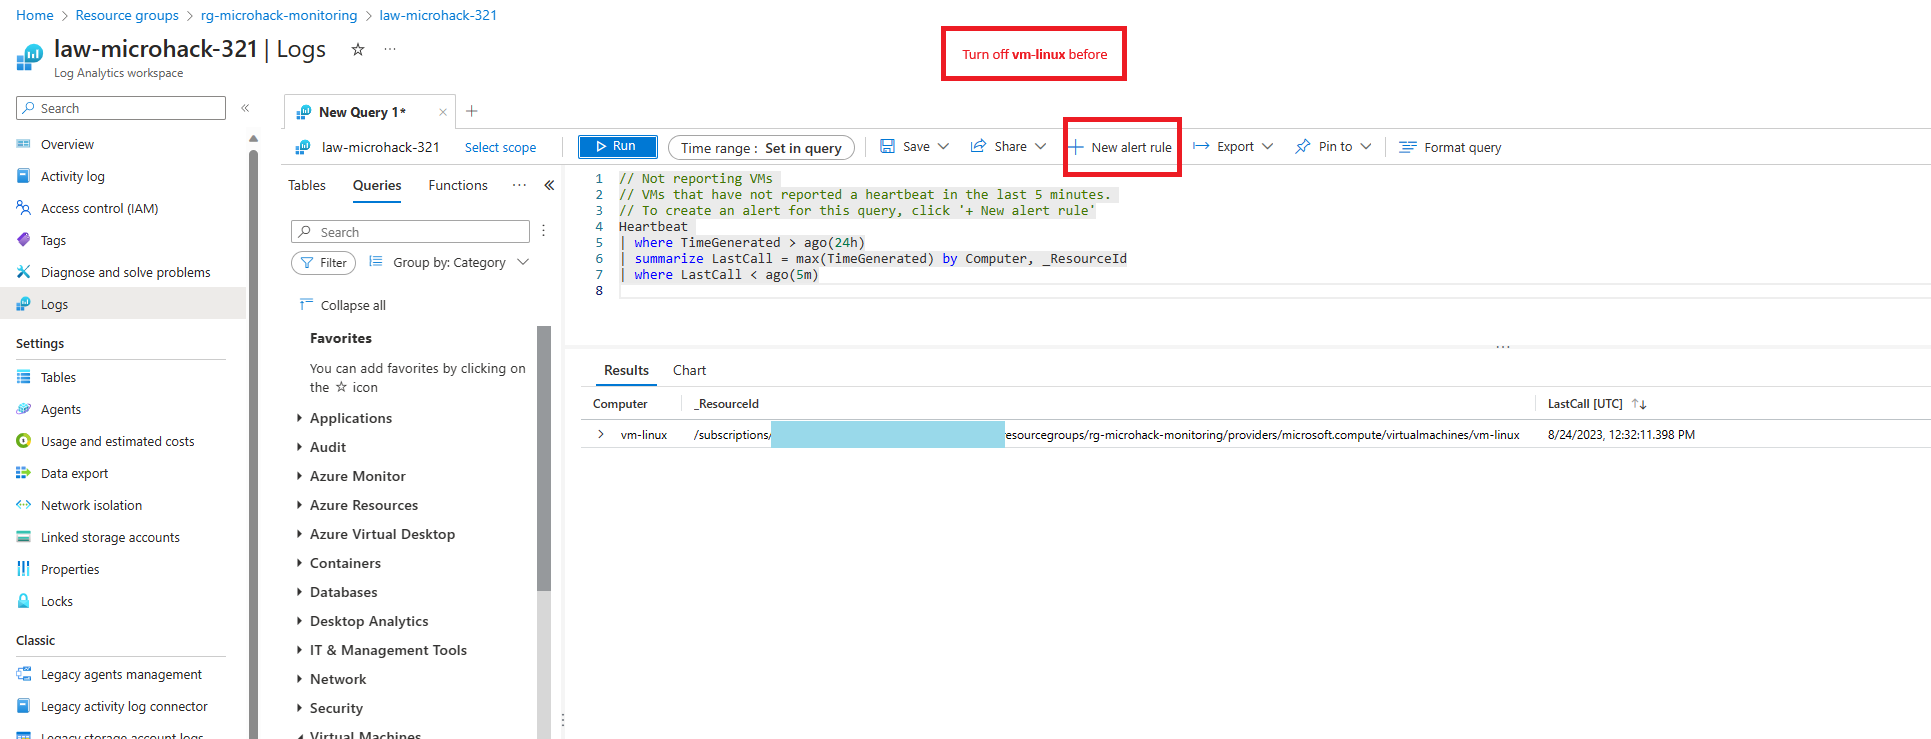 Home > Resource groups > rg-microhack-monitoring > law-microhack-321
law-microhack-321 | Logs
Log Analytics workspace
Turn off vm-linux before
Search
Overview
Activity log
Access control (IAM)
Tags
Diagnose and solve problems
Logs
Settings
Tables
Agents
Usage and estimated costs
Data export
Network isolation
Linked storage accounts
Properties
Locks
Classic
Legacy agents management
Legacy activity log connector
Legacy storage account logs
New Query 1*
law-microhack-321 Select scope
Run
Time range : Set in query
Save
Share
New alert rule
Export
Pin to
Format query
Tables Queries Functions
Search
Filter
Group by: Category
Collapse all
Favorites
You can add favorites by clicking on
the ☆ icon
Applications
Audit
Azure Monitor
Azure Resources
Azure Virtual Desktop
Containers
Databases
Desktop Analytics
IT & Management Tools
Network
Security
Virtual Machines
1 // Not reporting VMs
2 // VMs that have not reported a heartbeat in the last 5 minutes.
3 // To create an alert for this query, click '+ New alert rule'
4 Heartbeat
5 | where TimeGenerated > ago(24h)
6 | summarize LastCall = max(TimeGenerated) by Computer, _ResourceId
7 | where LastCall < ago(5m)
8
Results Chart
Computer _ResourceId LastCall [UTC]
vm-linux /subscriptions/ esourcegroups/rg-microhack-monitoring/providers/microsoft.compute/virtualmachines/vm-linux 8/24/2023, 12:32:11.398 PM